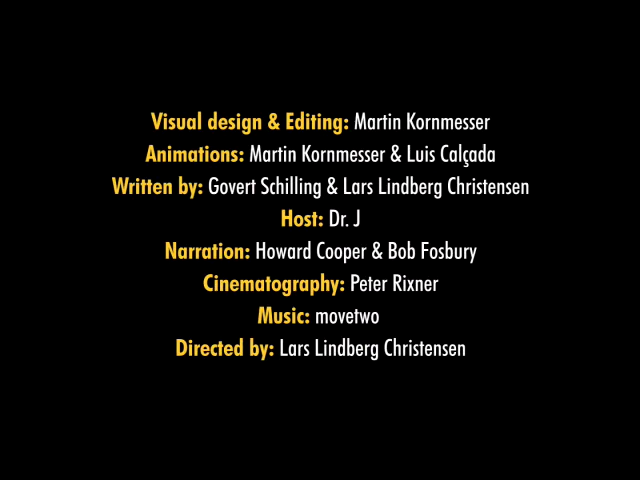 Visual design & Editing: Martin Kornmesser
Animations: Martin Kornmesser & Luis Calçada
Written by: Govert Schilling & Lars Lindberg Christensen
Host: Dr. J
Narration: Howard Cooper & Bob Fosbury
Cinematography: Peter Rixner
Music: movetwo
Directed by: Lars Lindberg Christensen